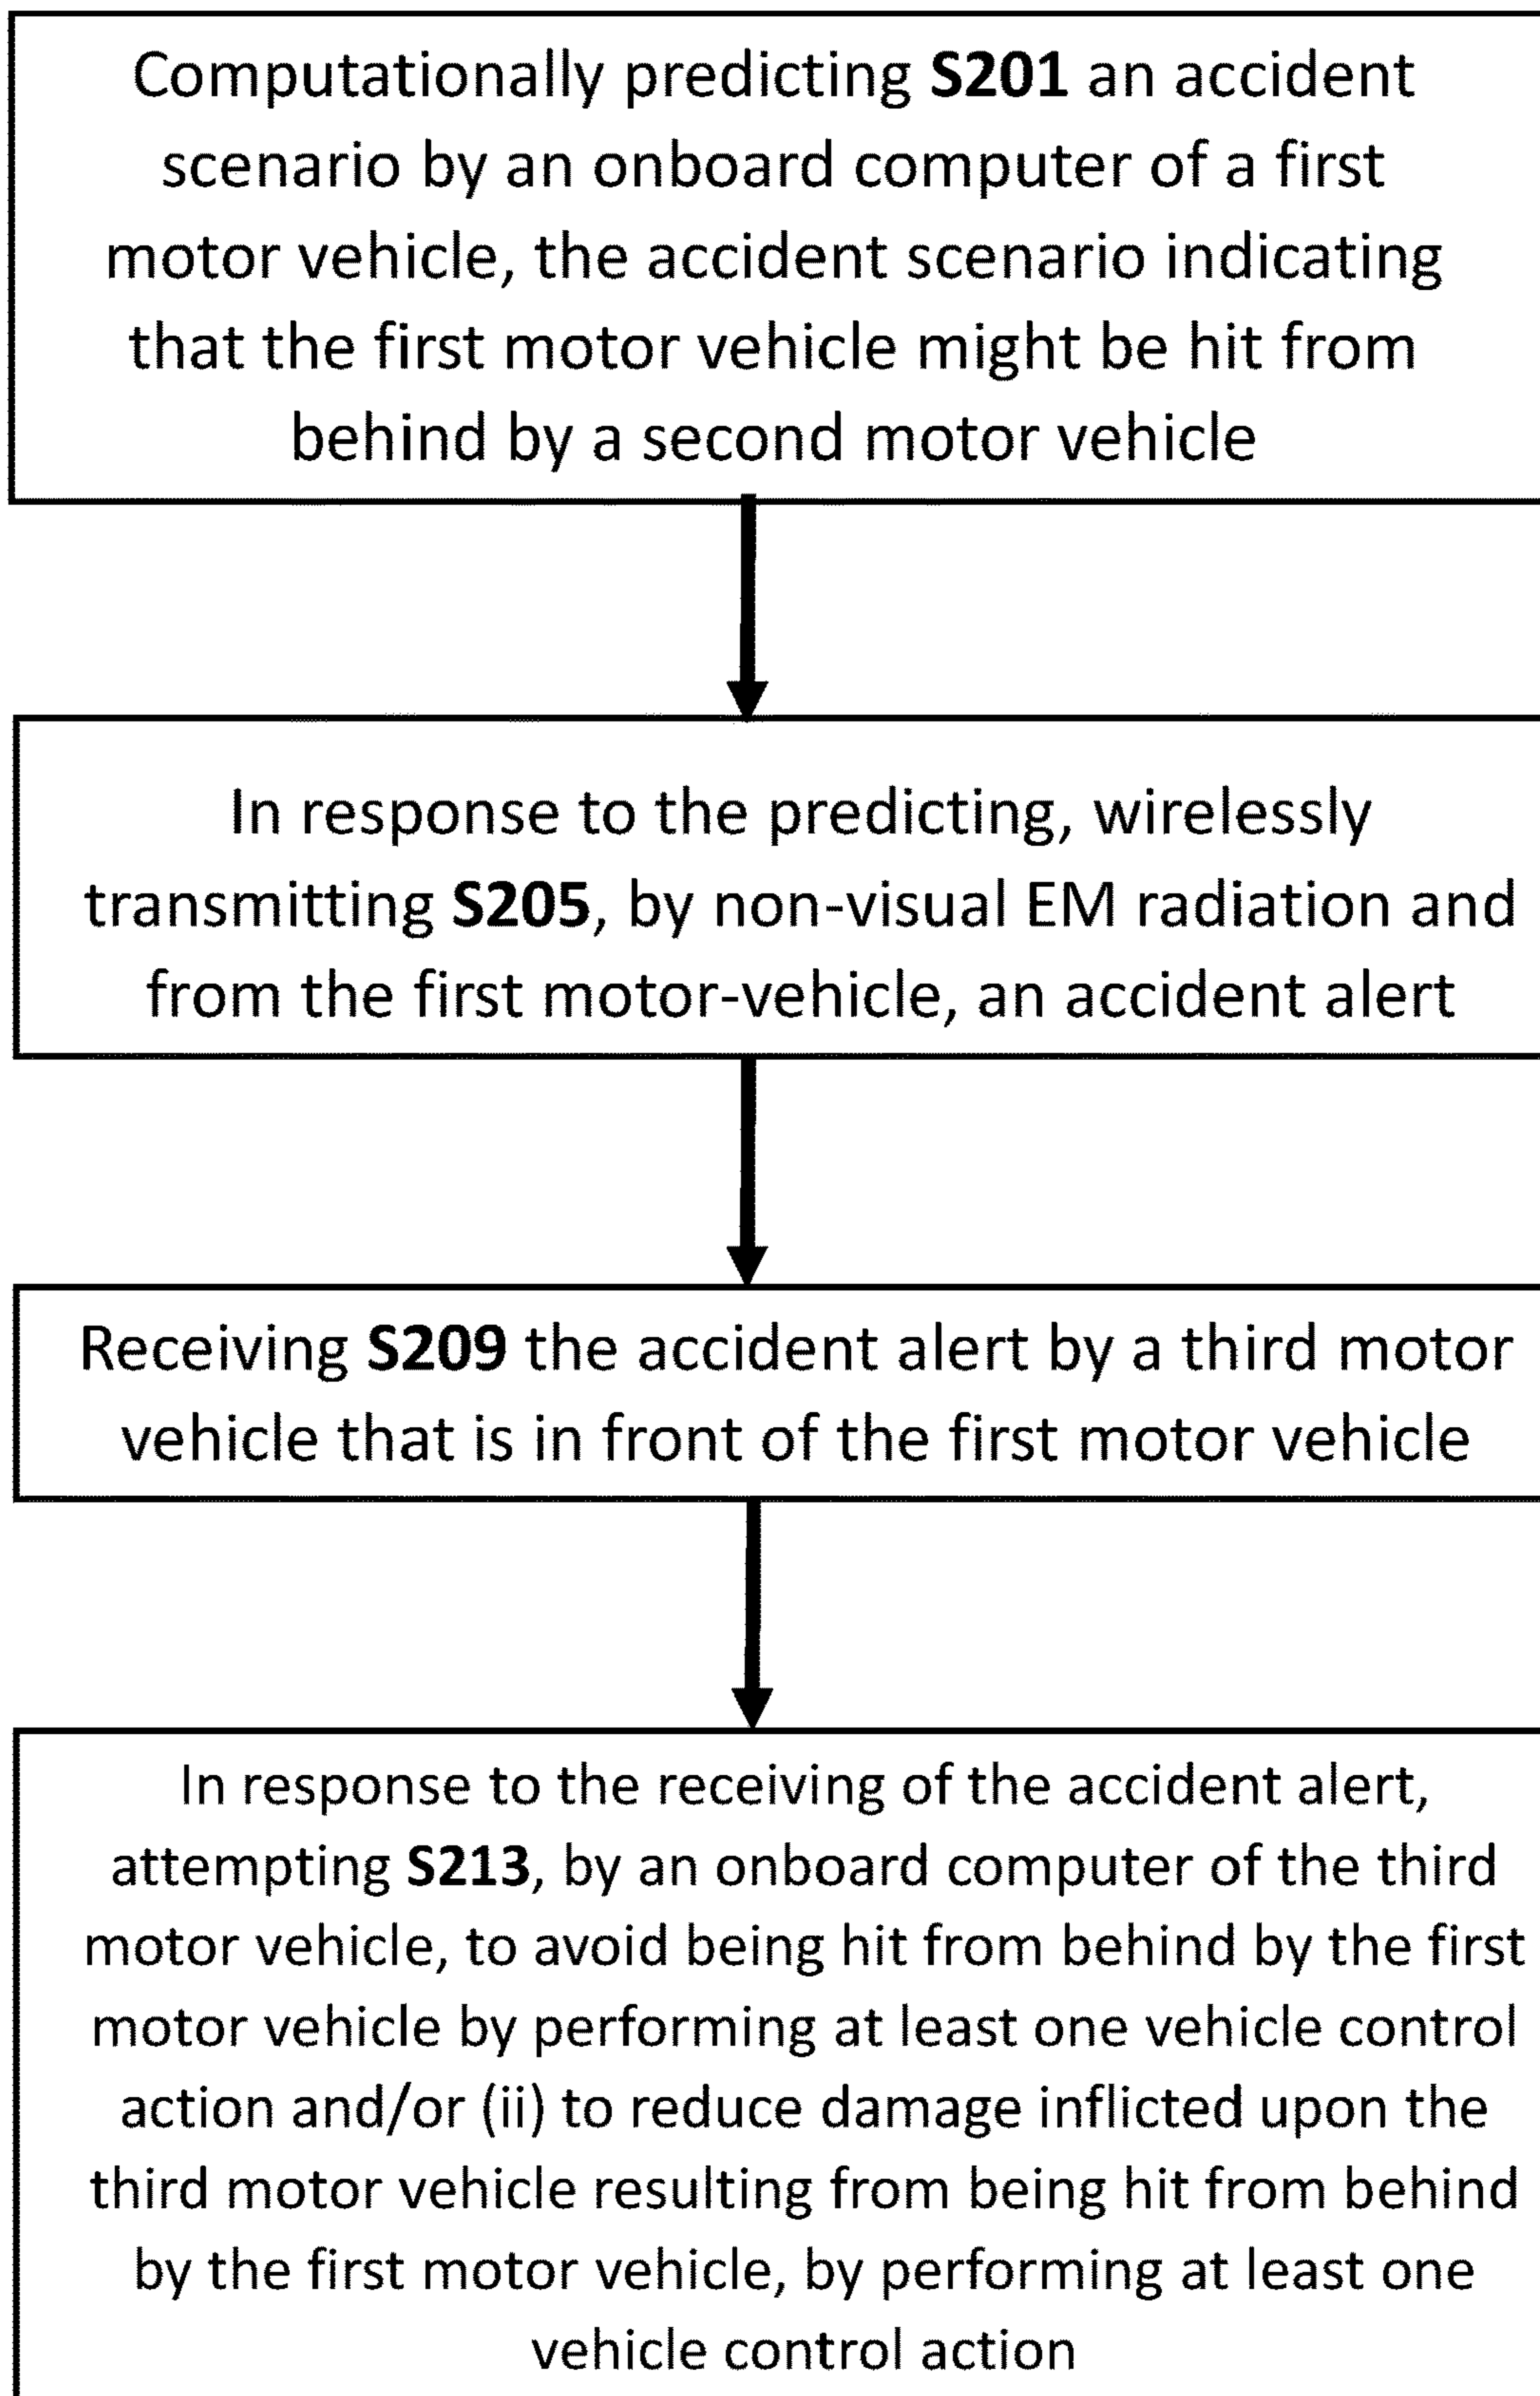 Computationally predicting S201 an accident
scenario by an onboard computer of a first
motor vehicle, the accident scenario indicating
that the first motor vehicle might be hit from
behind by a second motor vehicle
In response to the predicting, wirelessly
transmitting S205, by non-visual EM radiation and
from the first motor-vehicle, an accident alert
Receiving S209 the accident alert by a third motor
vehicle that is in front of the first motor vehicle
In response to the receiving of the accident alert,
attempting S213, by an onboard computer of the third
motor vehicle, to avoid being hit from behind by the first
motor vehicle by performing at least one vehicle control
action and/or (ii) to reduce damage inflicted upon the
third motor vehicle resulting from being hit from behind
by the first motor vehicle, by performing at least one
vehicle control action